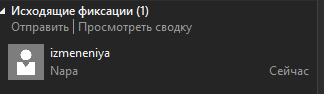 Исходящие фиксации (1)
Отправить | Просмотреть сводку
izmeneniya
Napa Сейчас